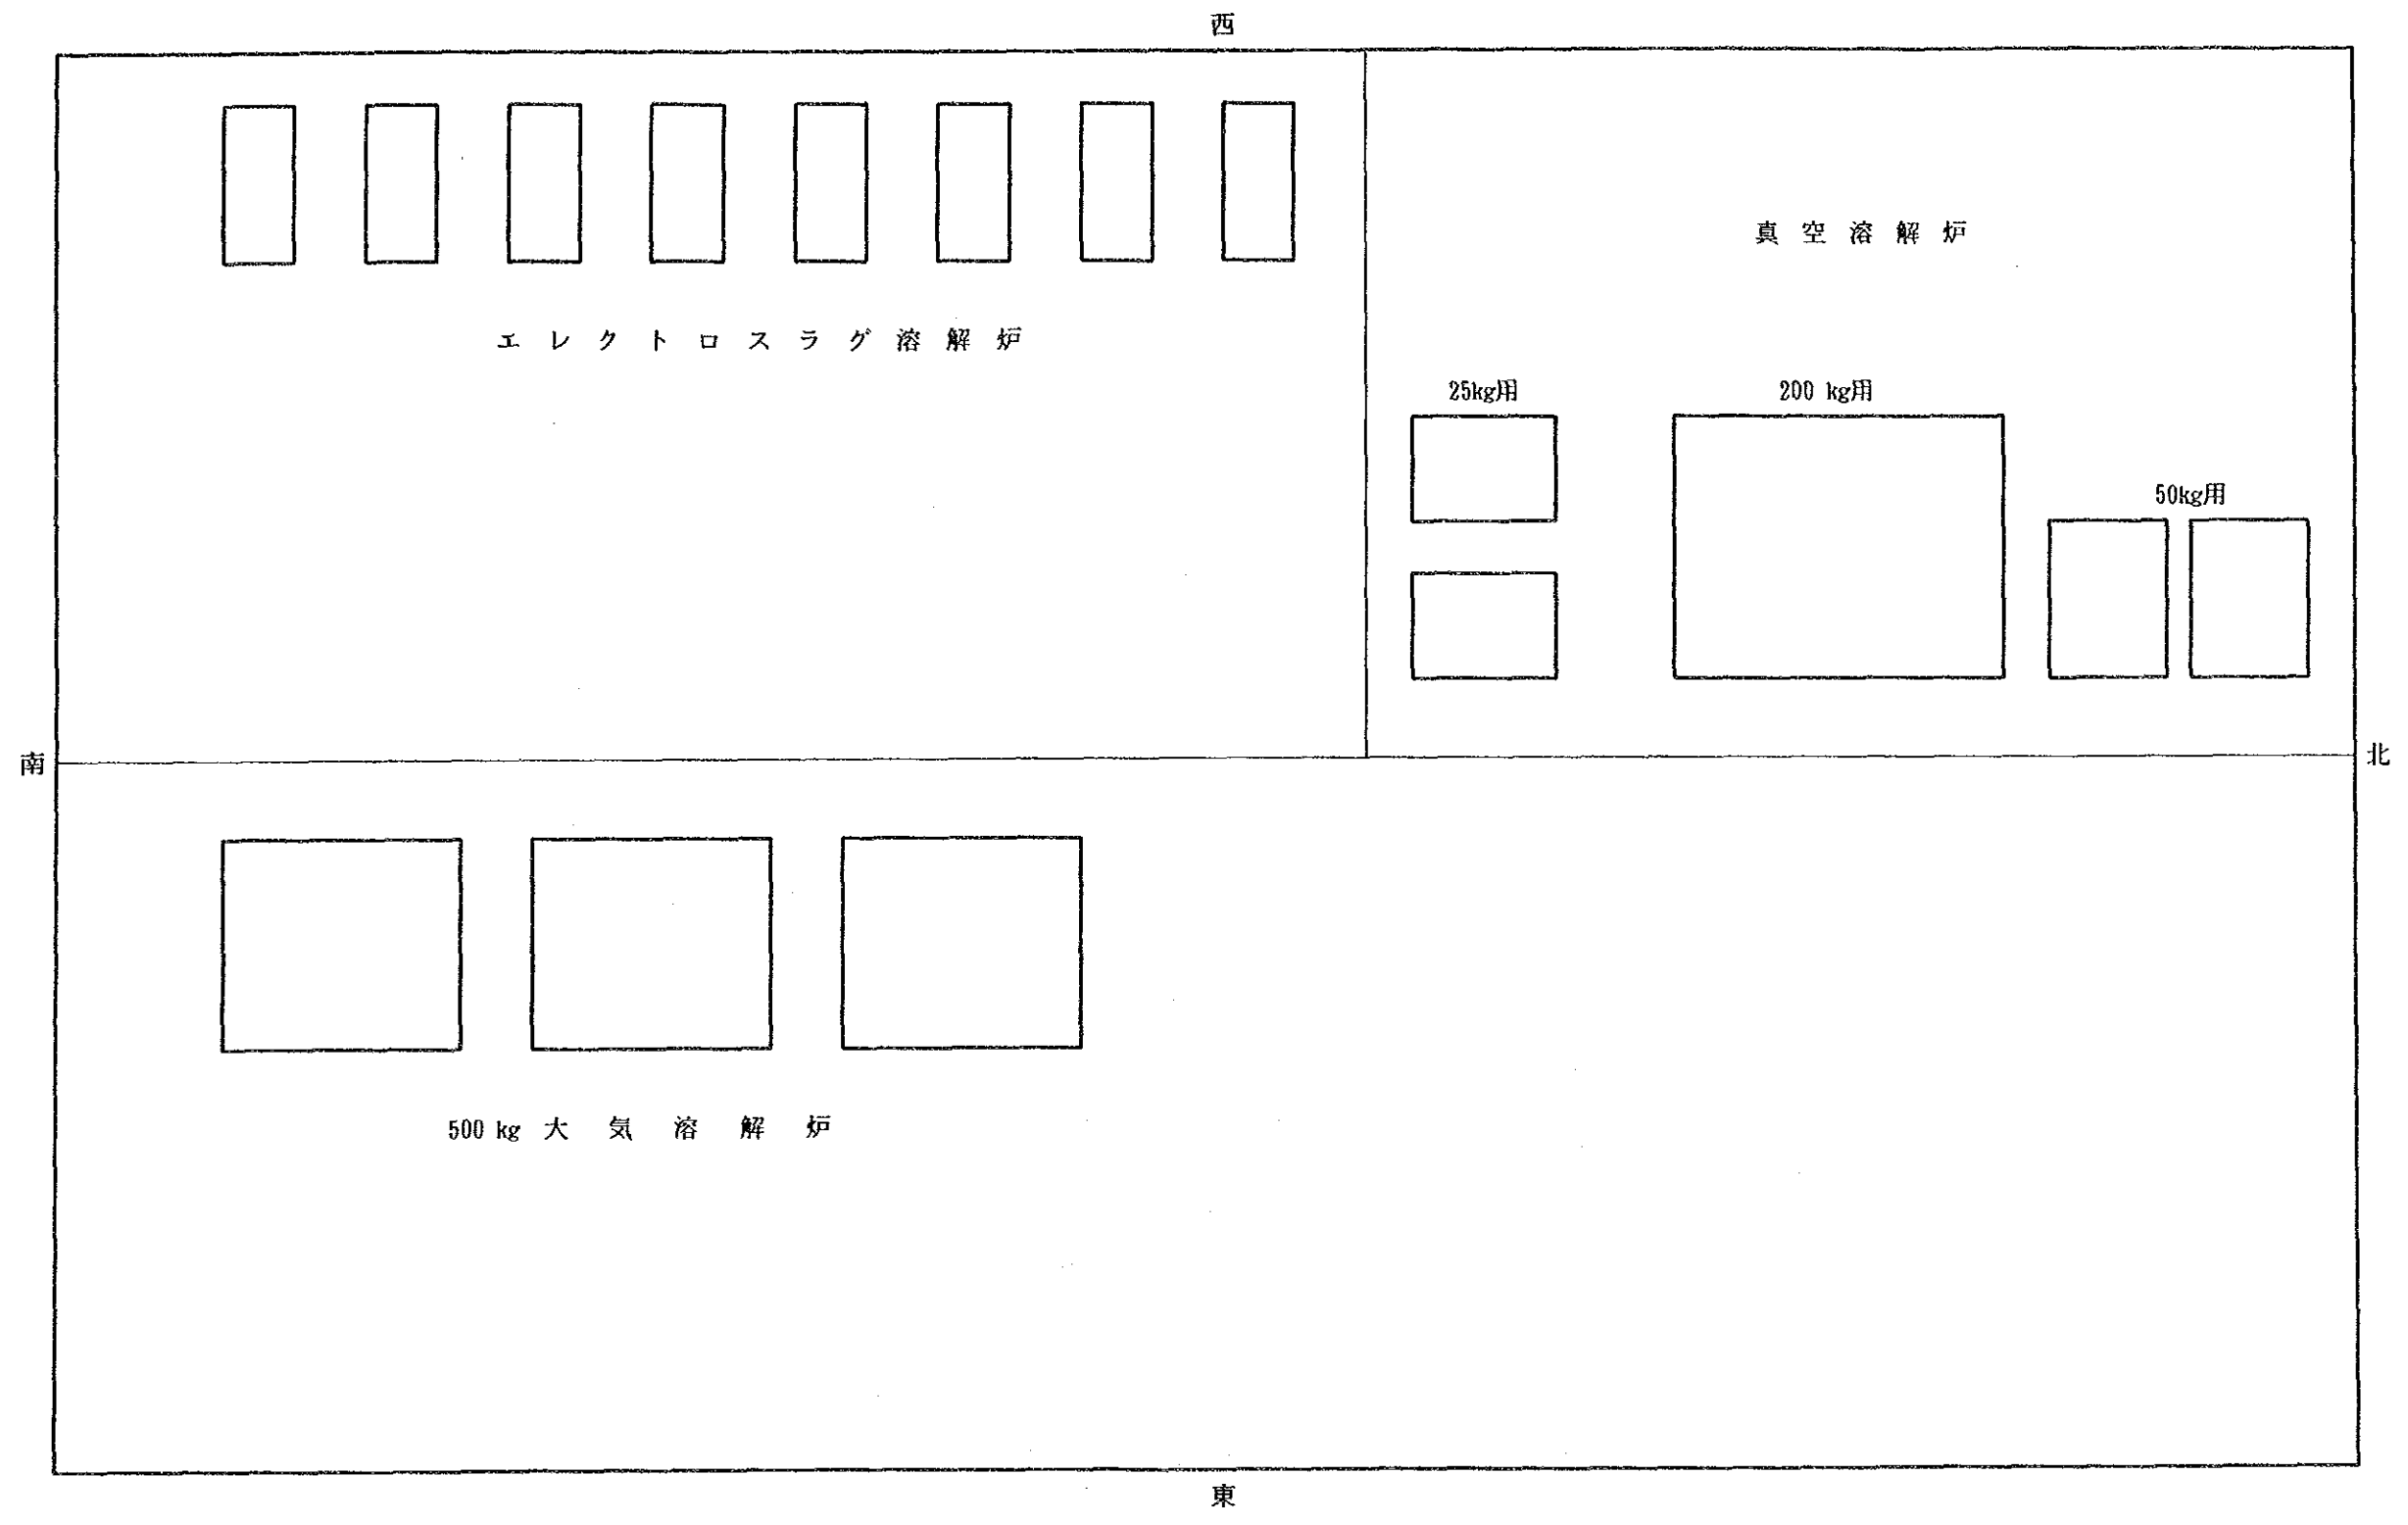 西
真空溶解炉
エレクトロスラグ溶解炉
25kg用
200 kg用
50kg用
南
北
500 kg 大気溶解炉
東